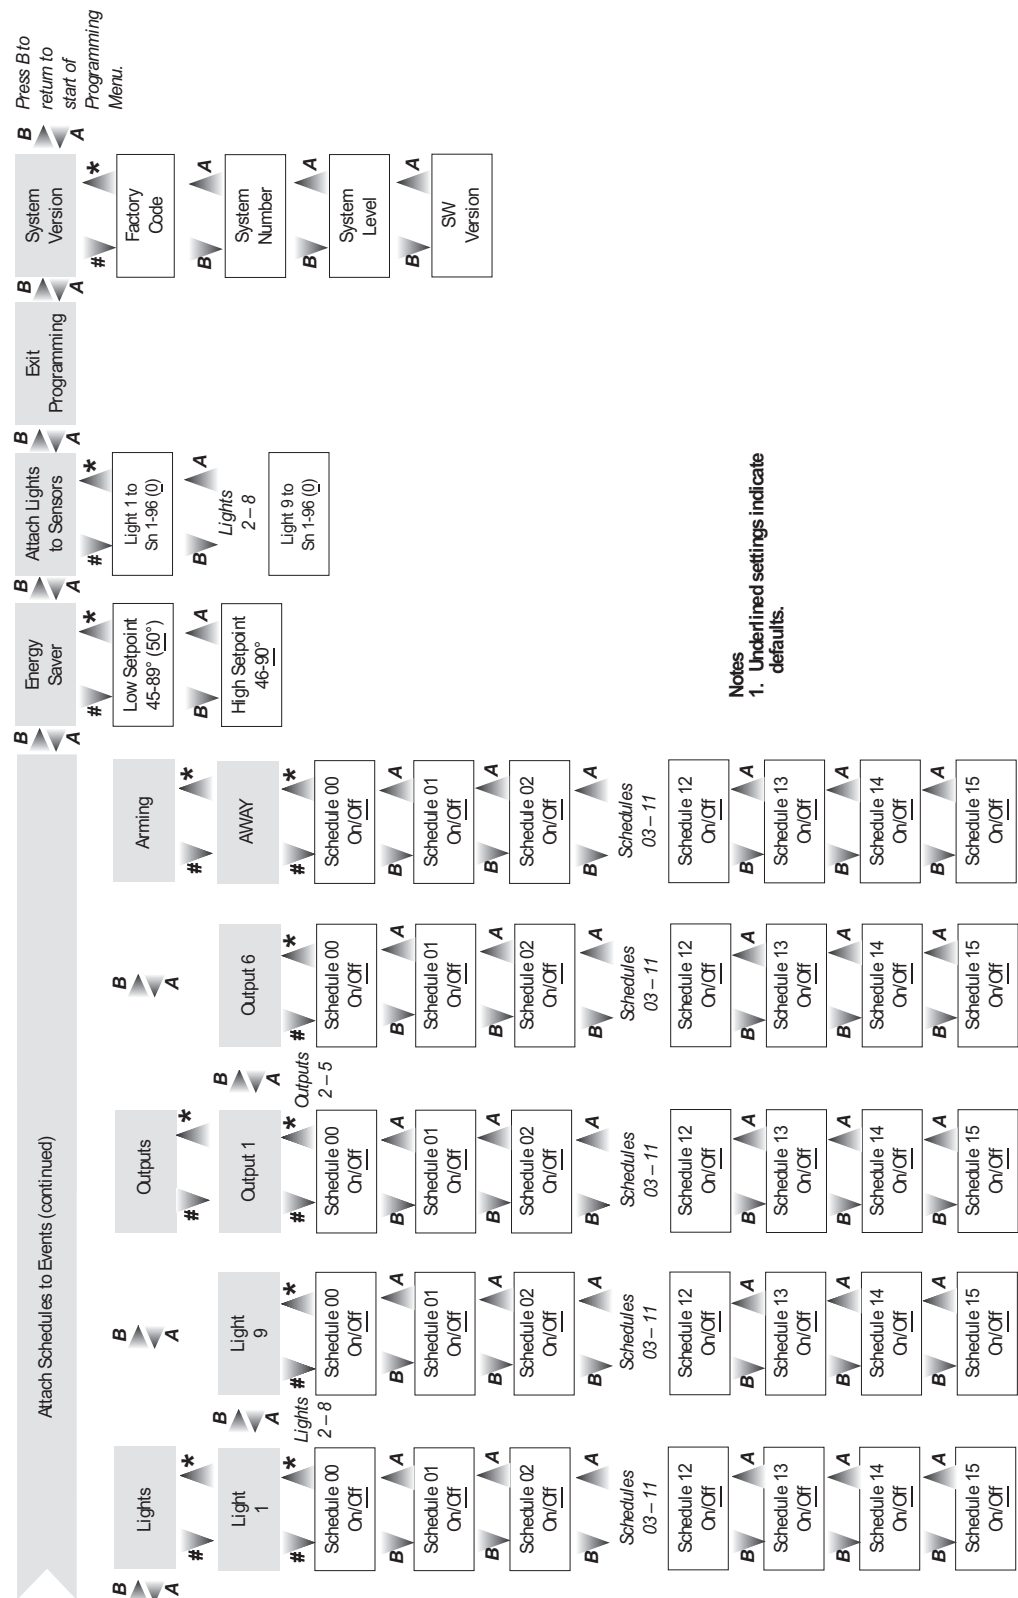 Attach Schedules to Events (continued)
B
A
Lights
#
*
Light
1
#
*
Schedule 00
On/Off
B
A
Schedule 01
On/Off
B
A
Schedule 02
On/Off
B
A
Schedules
03 – 11
Schedule 12
On/Off
B
A
Schedule 13
On/Off
B
A
Schedule 14
On/Off
B
A
Schedule 15
On/Off
B
A
Lights
2 – 8
B
A
Light
9
#
*
Schedule 00
On/Off
B
A
Schedule 01
On/Off
B
A
Schedule 02
On/Off
B
A
Schedules
03 – 11
Schedule 12
On/Off
B
A
Schedule 13
On/Off
B
A
Schedule 14
On/Off
B
A
Schedule 15
On/Off
Outputs
#
*
Output 1
#
*
Schedule 00
On/Off
B
A
Schedule 01
On/Off
B
A
Schedule 02
On/Off
B
A
Schedules
03 – 11
Schedule 12
On/Off
B
A
Schedule 13
On/Off
B
A
Schedule 14
On/Off
B
A
Schedule 15
On/Off
B
A
Outputs
2 – 5
B
A
Output 6
#
*
Schedule 00
On/Off
B
A
Schedule 01
On/Off
B
A
Schedule 02
On/Off
B
A
Schedules
03 – 11
Schedule 12
On/Off
B
A
Schedule 13
On/Off
B
A
Schedule 14
On/Off
B
A
Schedule 15
On/Off
Arming
#
*
AWAY
#
*
Schedule 00
On/Off
B
A
Schedule 01
On/Off
B
A
Schedule 02
On/Off
B
A
Schedules
03 – 11
Schedule 12
On/Off
B
A
Schedule 13
On/Off
B
A
Schedule 14
On/Off
B
A
Schedule 15
On/Off
B
A
Energy
Saver
#
*
Low Setpoint
45-89° (50°)
B
A
High Setpoint
46-90°
B
A
Attach Lights
to Sensors
#
*
Light 1 to
Sn 1-96 (0)
B
A
Lights
2 – 8
Light 9 to
Sn 1-96 (0)
B
A
Exit
Programming
B
A
System
Version
#
*
Factory
Code
B
A
System
Number
B
A
System
Level
B
A
SW
Version
B
A
Press B to
return to
start of
Programming
Menu.
Notes
1. Underlined settings indicate
defaults.